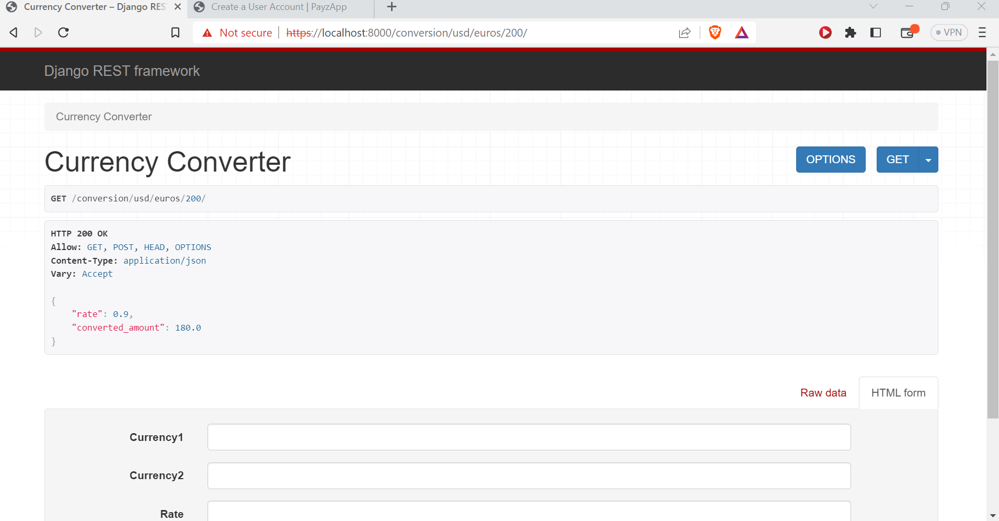 Currency Converter – Django RES
Create a User Account | PayzApp
Not secure
https://localhost:8000/conversion/usd/euros/200/
VPN
Django REST framework
Currency Converter
Currency Converter
OPTIONS
GET
GET /conversion/usd/euros/200/
HTTP 200 OK
Allow: GET, POST, HEAD, OPTIONS
Content-Type: application/json
Vary: Accept
{
"rate": 0.9,
"converted_amount": 180.0
}
Raw data
HTML form
Currency1
Currency2
Rate